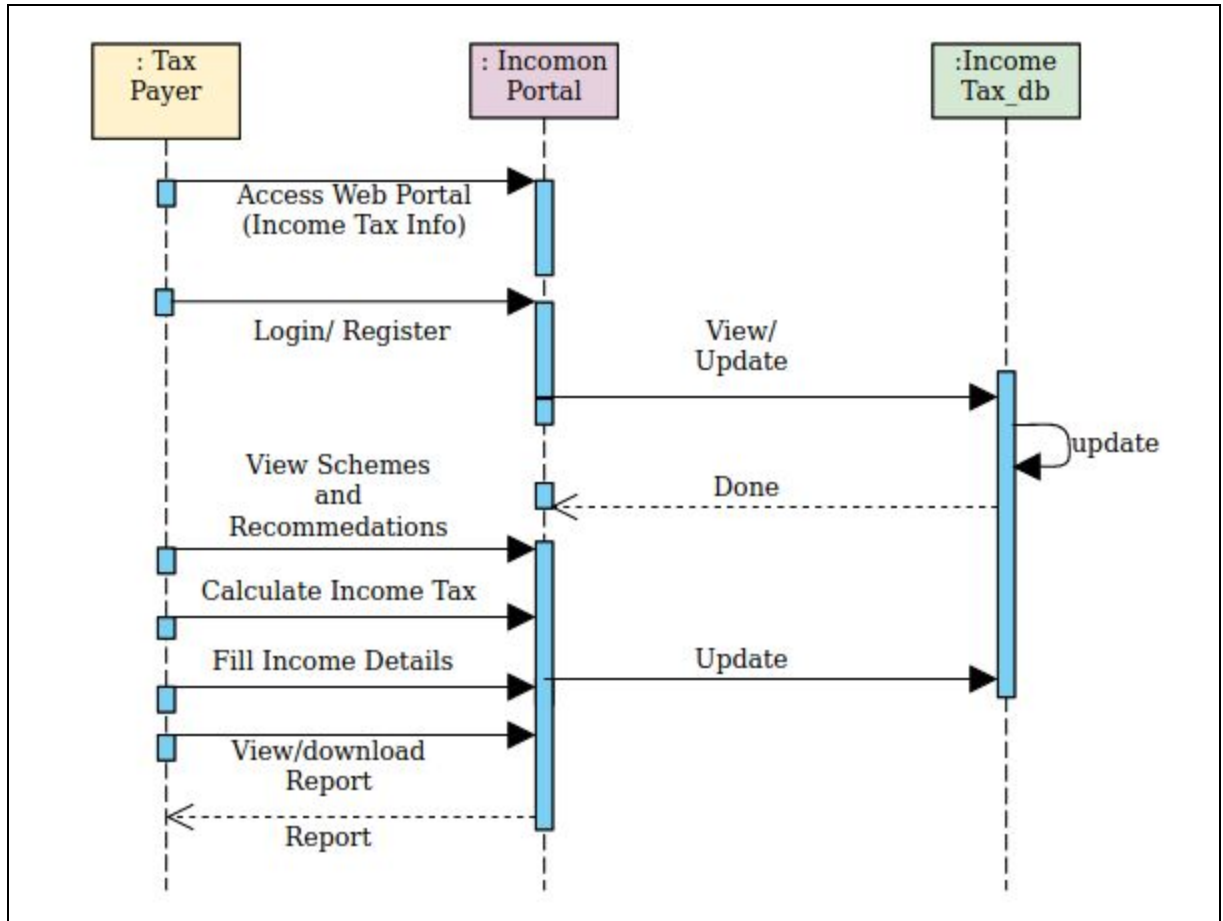 : Tax
Payer
: Incomon
Portal
:Income
Tax_db
Access Web Portal
(Income Tax Info)
Login/ Register
View/
Update
update
Done
View Schemes
and
Recommedations
Calculate Income Tax
Fill Income Details
Update
View/download
Report
Report